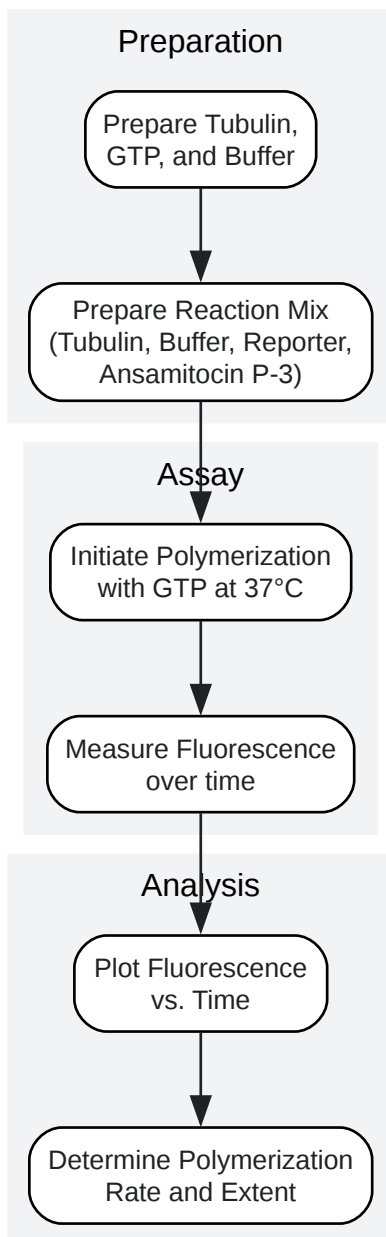 Preparation
Prepare Tubulin,
GTP, and Buffer
Prepare Reaction Mix
(Tubulin, Buffer, Reporter,
Ansamitocin P-3)
Assay
Initiate Polymerization
with GTP at 37°C
Measure Fluorescence
over time
Analysis
Plot Fluorescence
vs. Time
Determine Polymerization
Rate and Extent